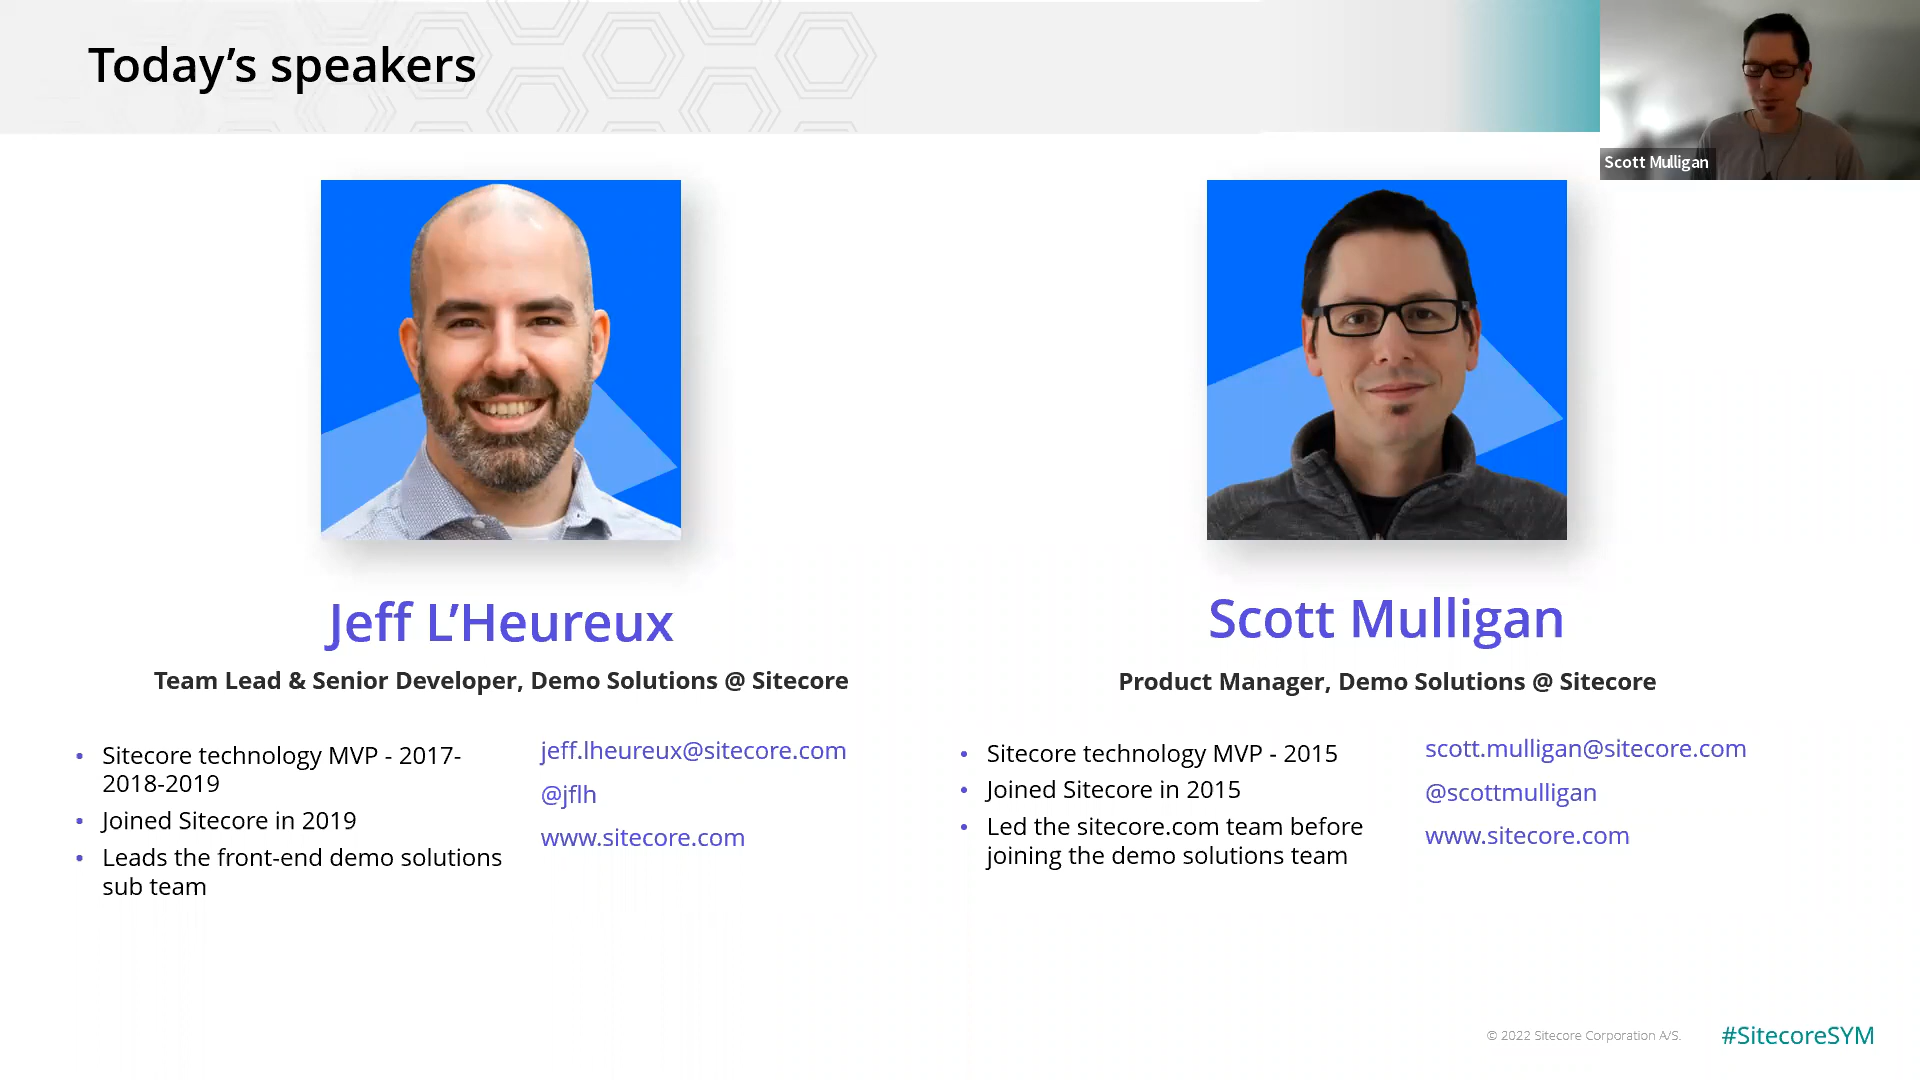 Today’s speakers
Scott Mulligan
Jeff L’Heureux
Team Lead & Senior Developer, Demo Solutions @ Sitecore
• Sitecore technology MVP - 2017-
2018-2019
• Joined Sitecore in 2019
• Leads the front-end demo solutions
sub team
jeff.lheureux@sitecore.com
@jflh
www.sitecore.com
Scott Mulligan
Product Manager, Demo Solutions @ Sitecore
• Sitecore technology MVP - 2015
• Joined Sitecore in 2015
• Led the sitecore.com team before
joining the demo solutions team
scott.mulligan@sitecore.com
@scottmulligan
www.sitecore.com
© 2022 Sitecore Corporation A/S.
#SitecoreSYM